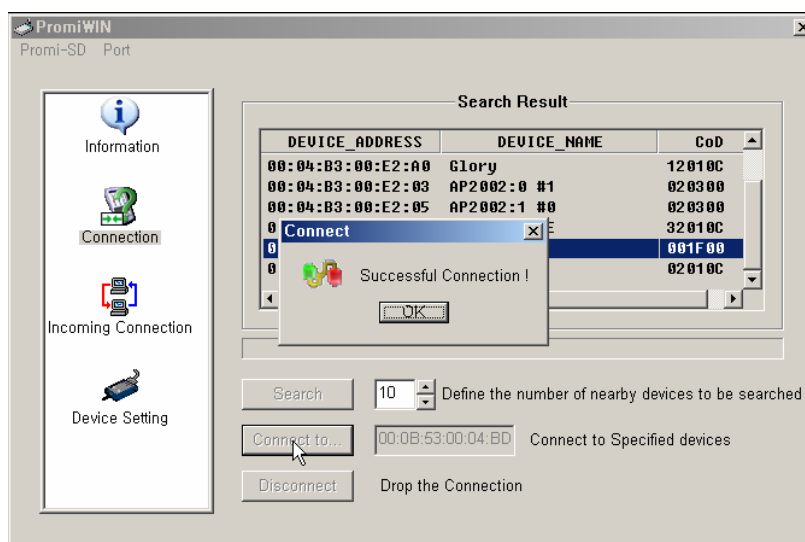 PromiWIN
Promi-SD Port
Information
Connection
Incoming Connection
Device Setting
Search Result
DEVICE_ADDRESS DEVICE_NAME CoD
00:04:B3:00:E2:A0 Glory 12010C
00:04:B3:00:E2:03 AP2002:0 #1 020300
00:04:B3:00:E2:05 AP2002:1 #0 020300
0 E 32010C
0 001F00
0 02010C
Connect
Successful Connection !
OK
Search 10 Define the number of nearby devices to be searched
Connect to... 00:0B:53:00:04:BD Connect to Specified devices
Disconnect Drop the Connection